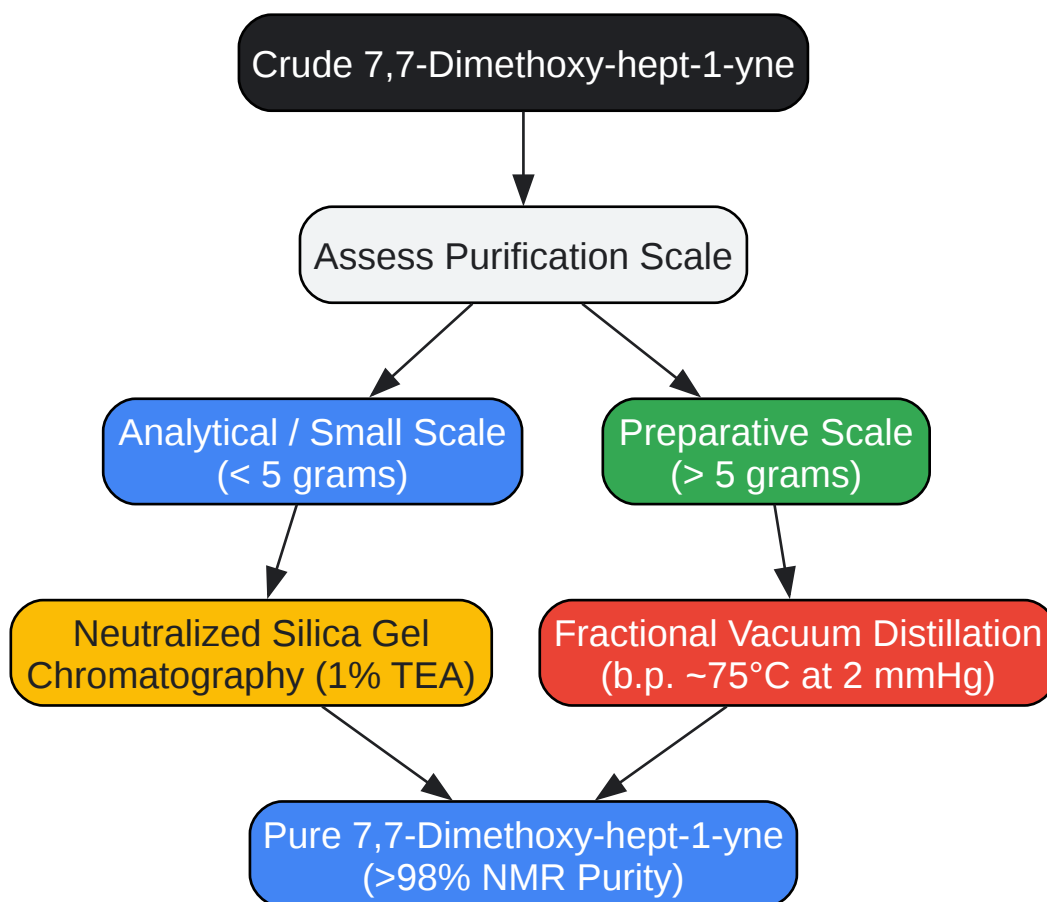 Crude 7,7-Dimethoxy-hept-1-yne
Assess Purification Scale
Analytical / Small Scale
(< 5 grams)
Preparative Scale
(> 5 grams)
Neutralized Silica Gel
Chromatography (1% TEA)
Fractional Vacuum Distillation
(b.p. ~75°C at 2 mmHg)
Pure 7,7-Dimethoxy-hept-1-yne
(>98% NMR Purity)